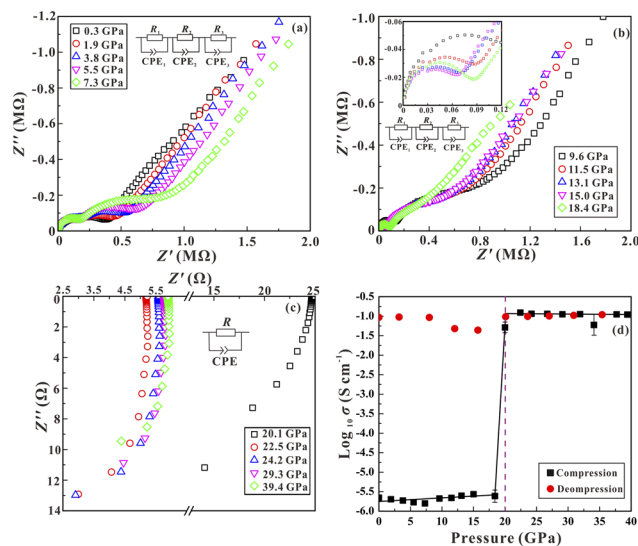 -1.2
-1.0
-0.8
-0.6
-0.4
-0.2
0
Z'' (MΩ)
0.3 GPa
1.9 GPa
3.8 GPa
5.5 GPa
7.3 GPa
R1 R2 R3
CPE1 CPE2 CPE3
(a)
0 0.5 1.0 1.5 2.0
Z' (MΩ)
-1.0
-0.8
-0.6
-0.4
-0.2
0
Z'' (MΩ)
-0.06
-0.04
-0.02
0
0 0.03 0.06 0.09 0.12
(b)
R1 R2 R3
CPE1 CPE2 CPE3
9.6 GPa
11.5 GPa
13.1 GPa
15.0 GPa
18.4 GPa
0 0.4 0.8 1.2 1.6 2.0
Z' (MΩ)
Z' (Ω)
2.5 3.5 4.5 5.5 20 25
0
2
4
6
8
10
12
14
Z'' (Ω)
(c)
R
CPE
20.1 GPa
22.5 GPa
24.2 GPa
29.3 GPa
39.4 GPa
-0.5
-1.0
-1.5
-2.0
-2.5
-3.0
-3.5
-4.0
-4.5
-5.0
-5.5
-6.0
Log10 σ (S cm-1)
(d)
Compression
Deompression
0 5 10 15 20 25 30 35 40
Pressure (GPa)